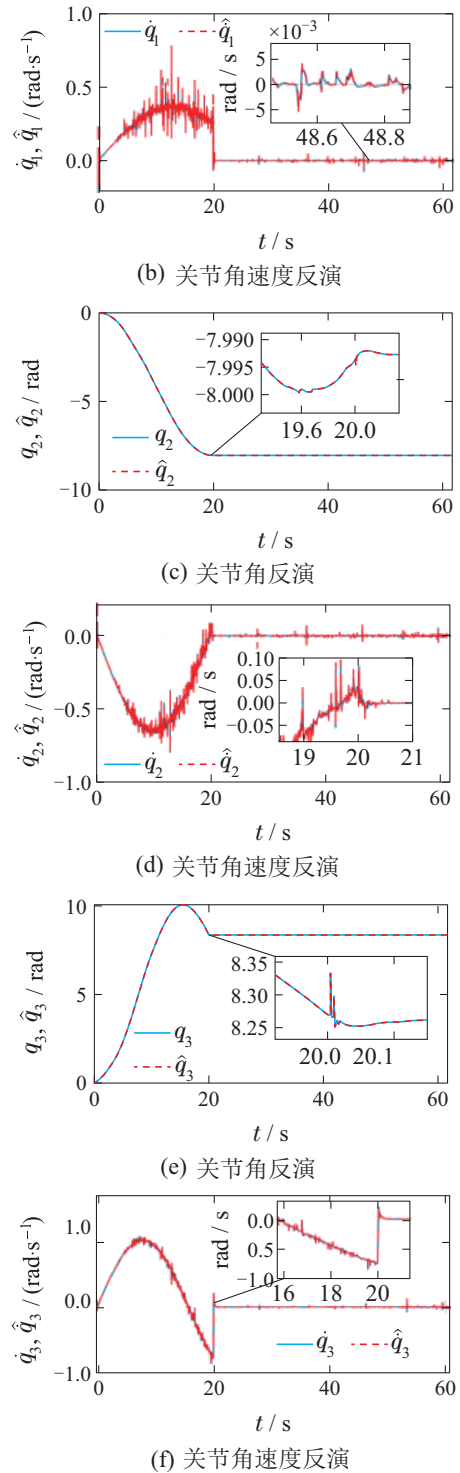 q̇₁ q̂̇₁
×10⁻³
1.0
5
0
−5
rad / s
48.6 48.8
0.5
0.0
q̇₁, q̂̇₁ / (rad·s⁻¹)
0 20 40 60
t / s
(b) 关节角速度反演
0
−5
−10
q₂, q̂₂ / rad
−7.990
−7.995
−8.000
19.6 20.0
q₂
q̂₂
0 20 40 60
t / s
(c) 关节角反演
0.0
−0.5
−1.0
q̇₂, q̂̇₂ / (rad·s⁻¹)
rad / s
0.10
0.05
0.00
−0.05
19 20 21
q̇₂ q̂̇₂
0 20 40 60
t / s
(d) 关节角速度反演
10
5
0
q₃, q̂₃ / rad
8.35
8.30
8.25
20.0 20.1
q₃
q̂₃
0 20 40 60
t / s
(e) 关节角反演
1.0
0.0
−1.0
q̇₃, q̂̇₃ / (rad·s⁻¹)
rad / s
0.0
0.5
−1.0
16 18 20
q̇₃ q̂̇₃
0 20 40 60
t / s
(f) 关节角速度反演